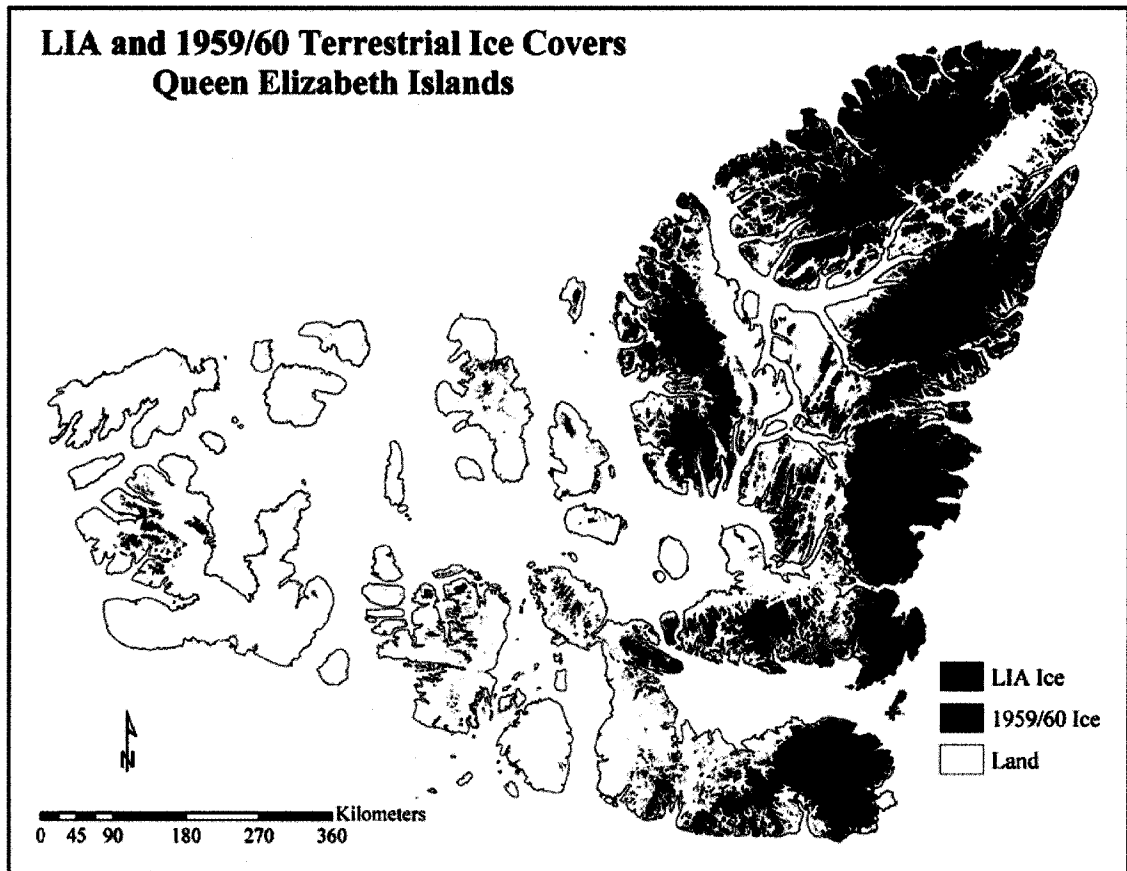 LIA and 1959/60 Terrestrial Ice Covers
Queen Elizabeth Islands
LIA Ice
1959/60 Ice
Land
N
Kilometers
0 45 90 180 270 360